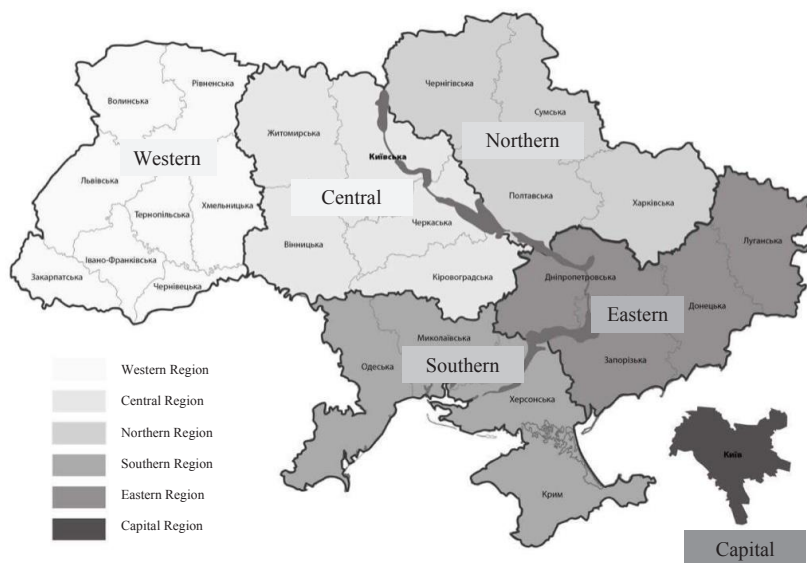 Чернігівська
Рівненська
Волинська
Сумська
Житомирська
Northern
Київська
Western
Львівська
Central
Полтавська
Харківська
Хмельницька
Тернопільська
Черкаська
Луганська
Вінницька
Івано-Франківська
Закарпатська
Кіровоградська
Дніпропетровська
Чернівецька
Донецька
Eastern
Миколаївська
Запорізька
Одеська
Southern
Херсонська
Western Region
Central Region
Northern Region
Southern Region
Eastern Region
Capital Region
Крим
Київ
Capital